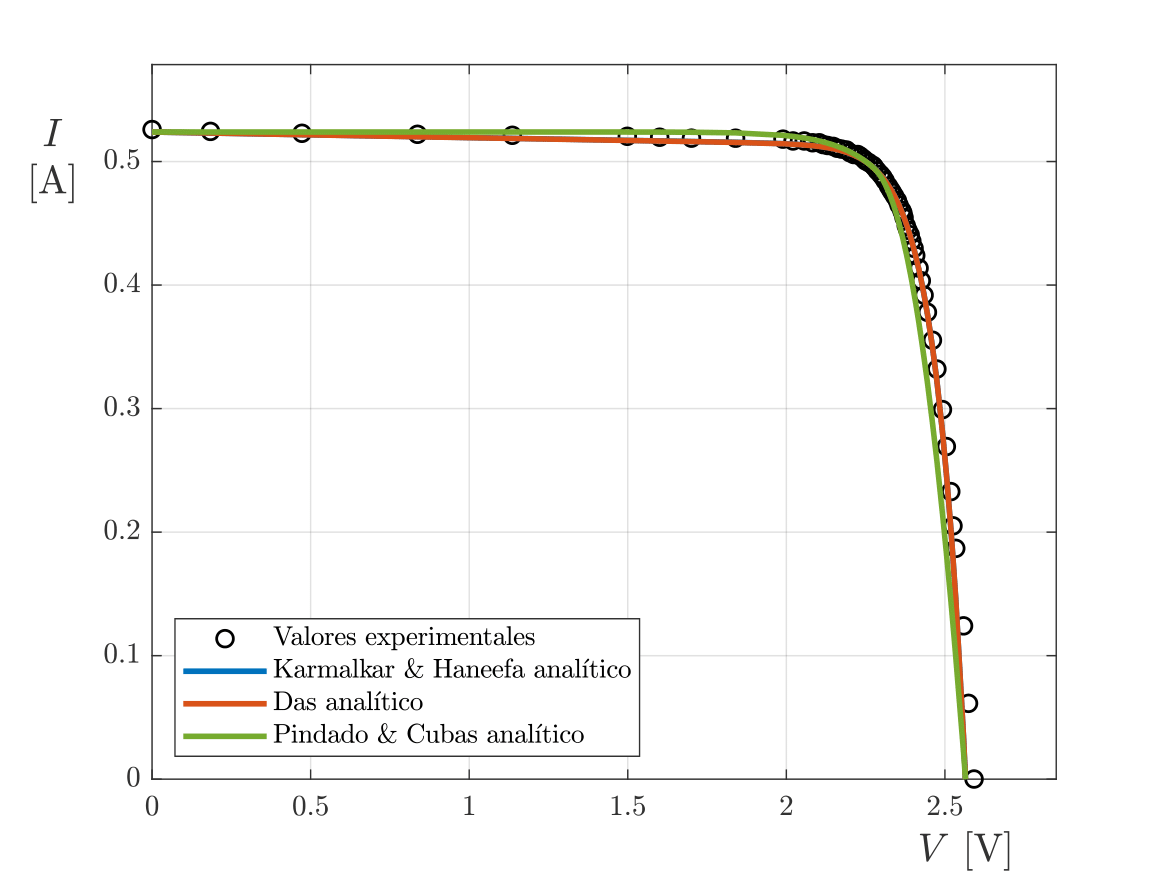 I
[A]
0.5
0.4
0.3
0.2
0.1
0
Valores experimentales
Karmalkar & Haneefa analítico
Das analítico
Pindado & Cubas analítico
0 0.5 1 1.5 2 2.5
V [V]